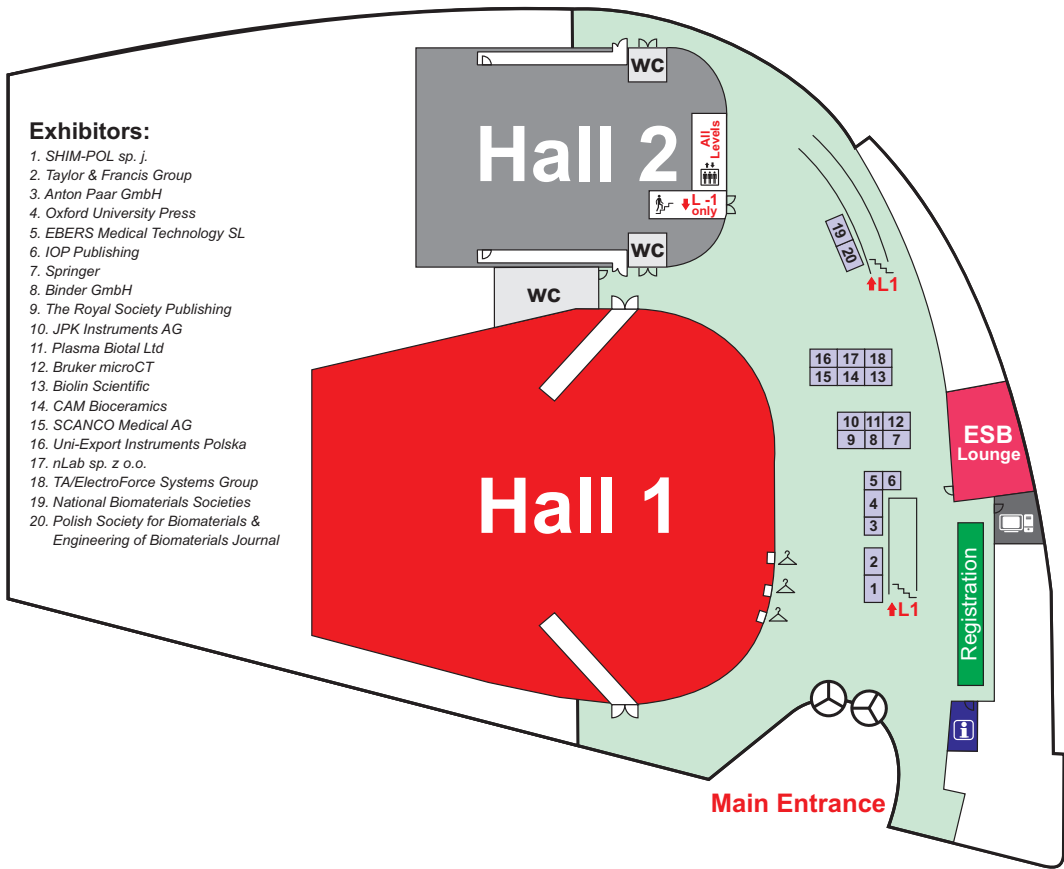 Exhibitors:
1. SHIM-POL sp. j.
2. Taylor & Francis Group
3. Anton Paar GmbH
4. Oxford University Press
5. EBERS Medical Technology SL
6. IOP Publishing
7. Springer
8. Binder GmbH
9. The Royal Society Publishing
10. JPK Instruments AG
11. Plasma Biotal Ltd
12. Bruker microCT
13. Biolin Scientific
14. CAM Bioceramics
15. SCANCO Medical AG
16. Uni-Export Instruments Polska
17. nLab sp. z o.o.
18. TA/ElectroForce Systems Group
19. National Biomaterials Societies
20. Polish Society for Biomaterials &
Engineering of Biomaterials Journal
WC
Hall 2
All
Levels
L -1
only
WC
WC
19
20
L1
16 17 18
15 14 13
10 11 12
9 8 7
ESB
Lounge
Hall 1
5 6
4
3
2
1
L1
Registration
i
Main Entrance